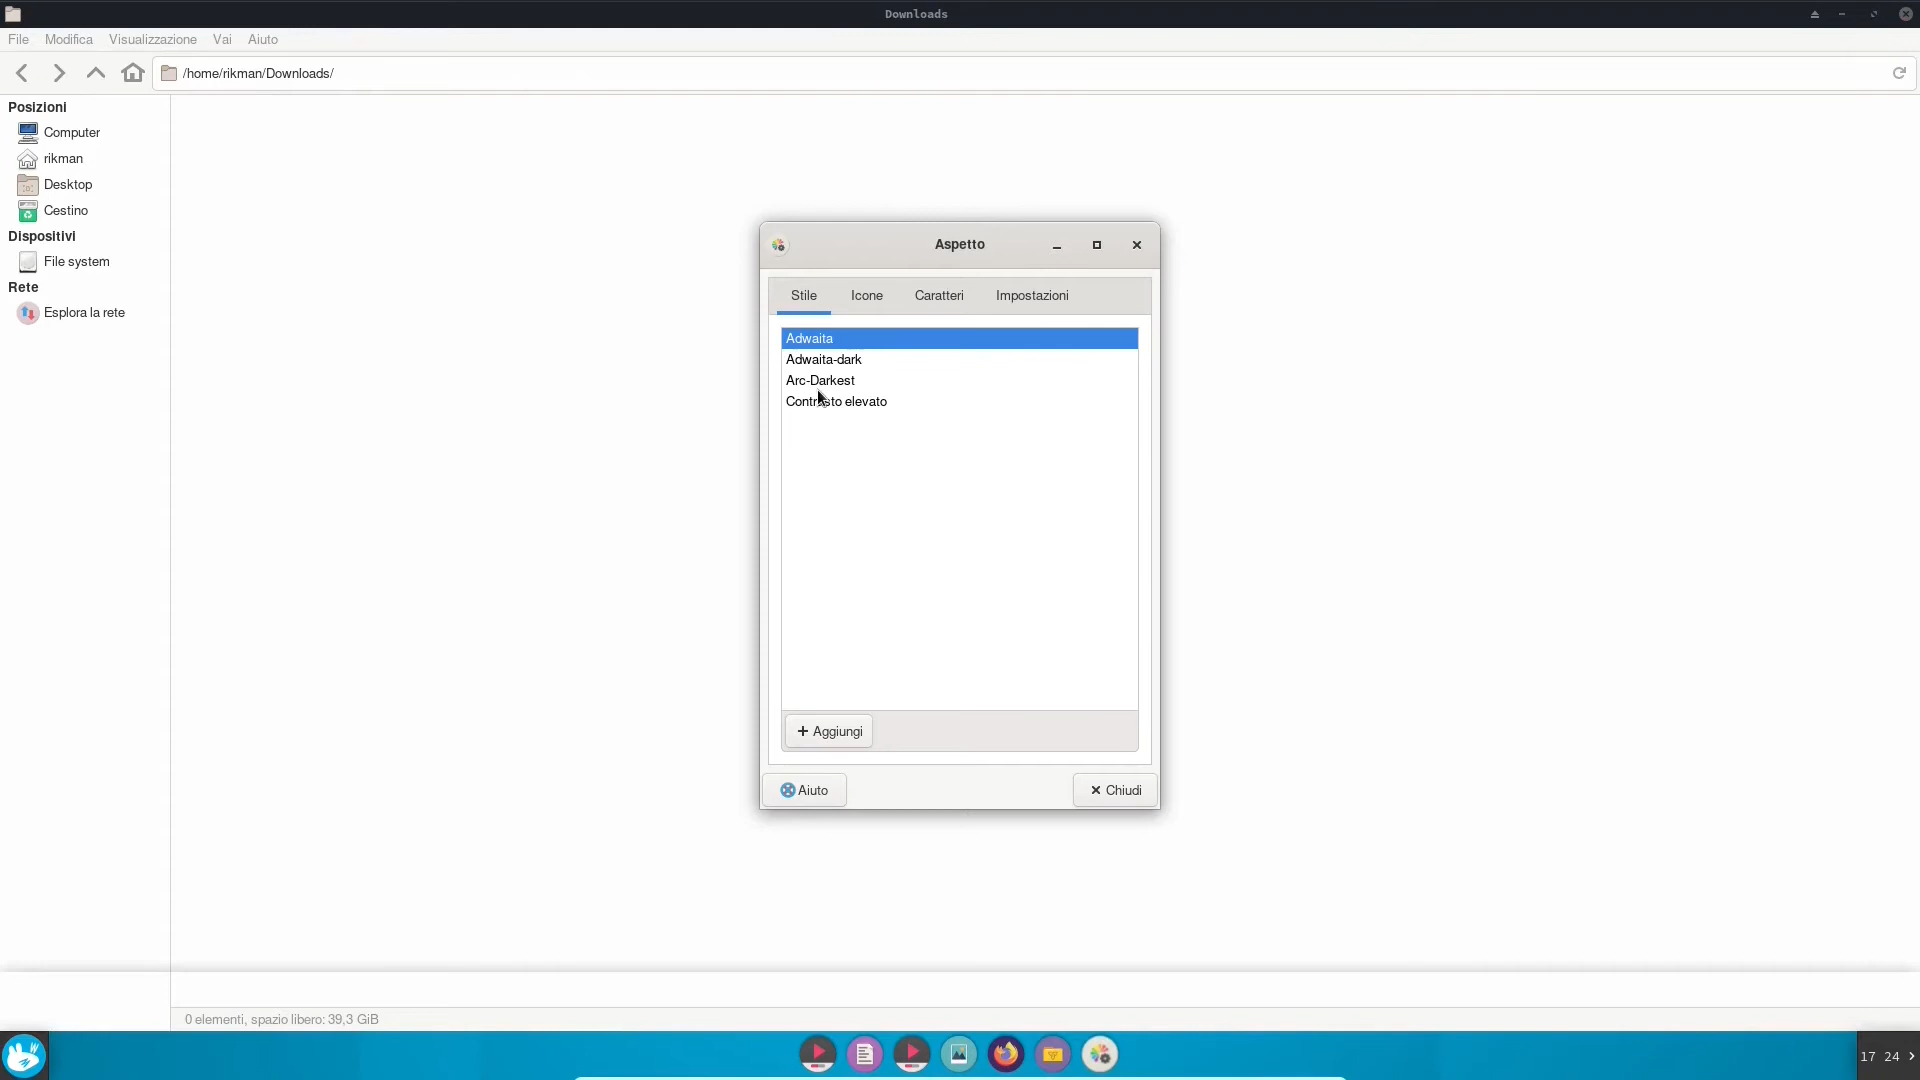 Downloads
File Modifica Visualizzazione Vai Aiuto
/home/rikman/Downloads/
Posizioni
Computer
rikman
Desktop
Cestino
Dispositivi
File system
Rete
Esplora la rete
Aspetto
Stile Icone Caratteri Impostazioni
Adwaita
Adwaita-dark
Arc-Darkest
Contrasto elevato
Aggiungi
Aiuto Chiudi
0 elementi, spazio libero: 39,3 GiB
17 24